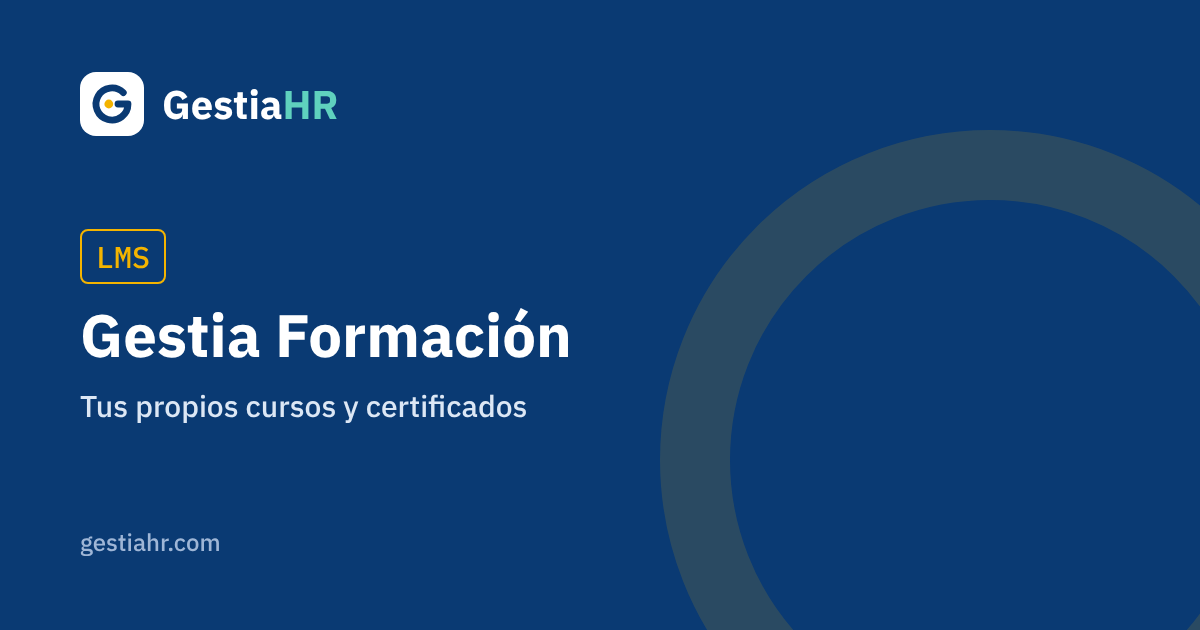 GestiaHR
LMS
Gestia Formación
Tus propios cursos y certificados
gestiahr.com